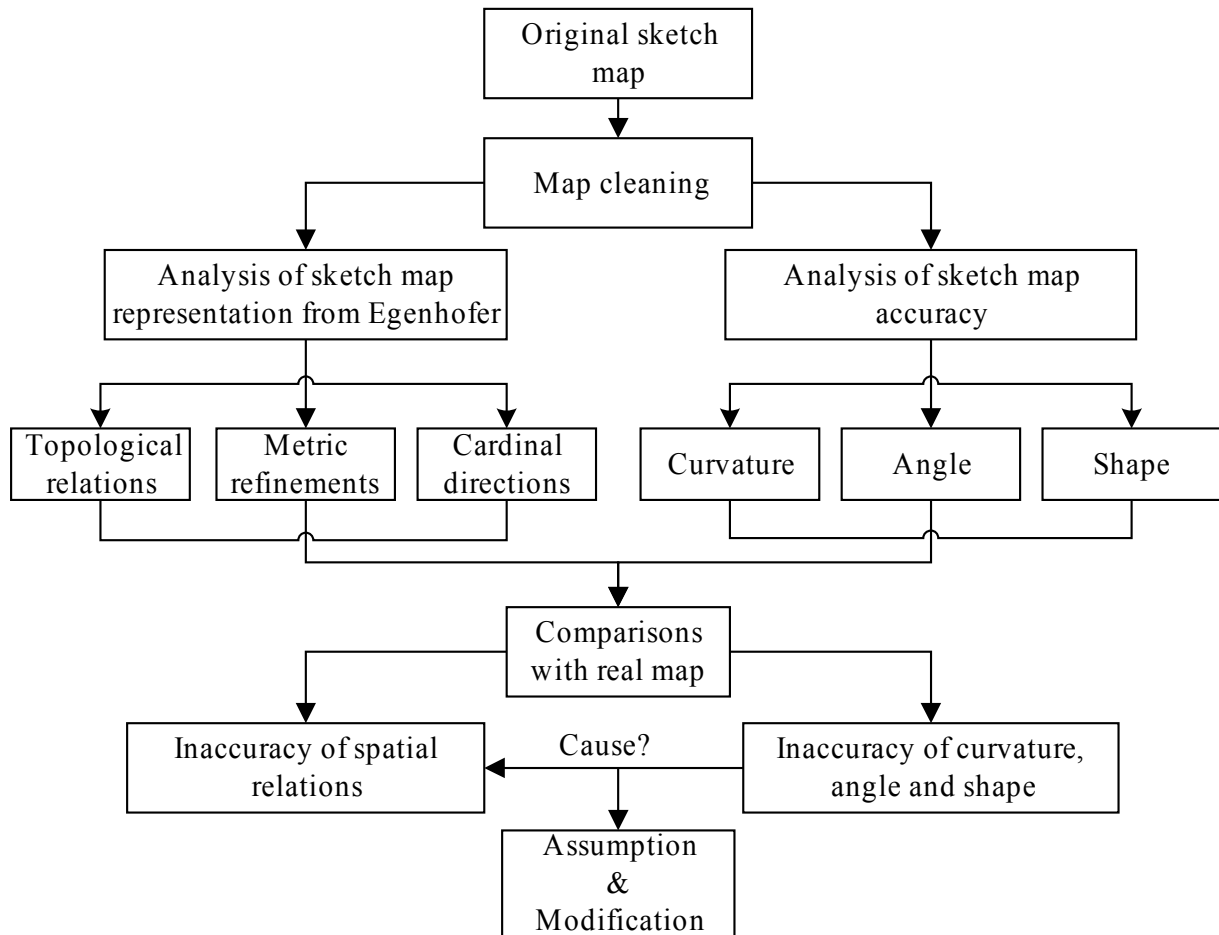 Original sketch
map
Map cleaning
Analysis of sketch map
representation from Egenhofer
Analysis of sketch map
accuracy
Topological
relations
Metric
refinements
Cardinal
directions
Curvature
Angle
Shape
Comparisons
with real map
Inaccuracy of spatial
relations
Cause?
Inaccuracy of curvature,
angle and shape
Assumption
&
Modification